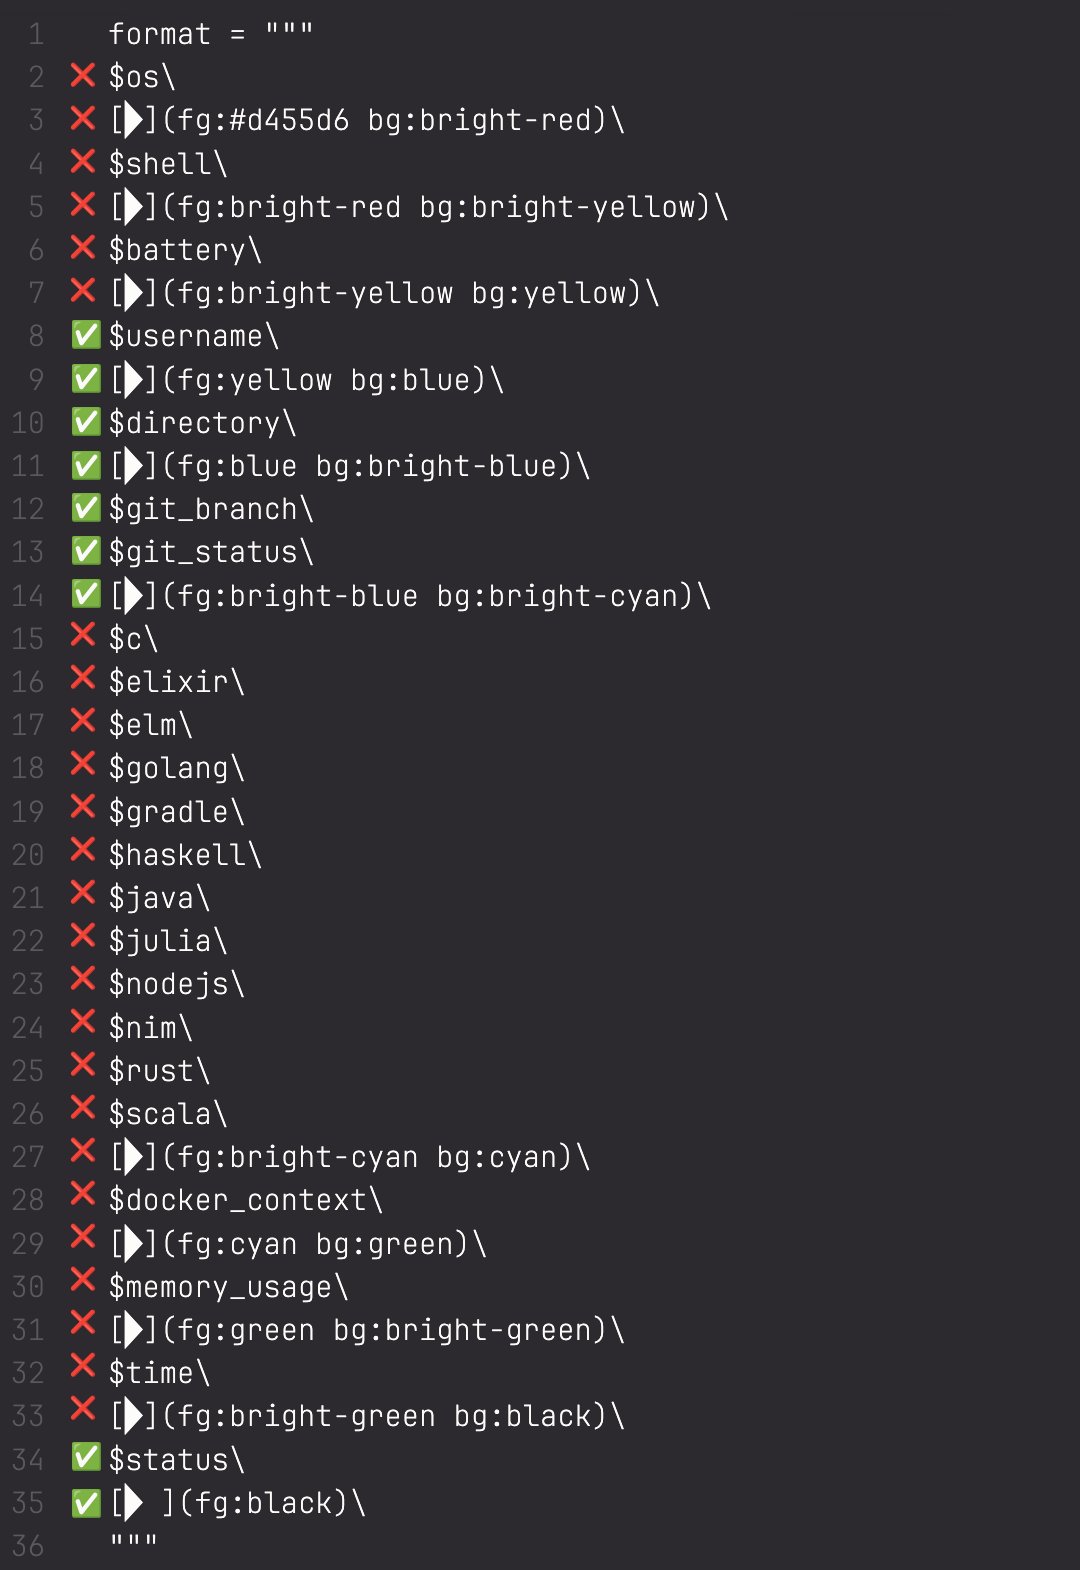 1 format = """
2 ❌ $os\
3 ❌ [](fg:#d455d6 bg:bright-red)\
4 ❌ $shell\
5 ❌ [](fg:bright-red bg:bright-yellow)\
6 ❌ $battery\
7 ❌ [](fg:bright-yellow bg:yellow)\
8 ✅ $username\
9 ✅ [](fg:yellow bg:blue)\
10 ✅ $directory\
11 ✅ [](fg:blue bg:bright-blue)\
12 ✅ $git_branch\
13 ✅ $git_status\
14 ✅ [](fg:bright-blue bg:bright-cyan)\
15 ❌ $c\
16 ❌ $elixir\
17 ❌ $elm\
18 ❌ $golang\
19 ❌ $gradle\
20 ❌ $haskell\
21 ❌ $java\
22 ❌ $julia\
23 ❌ $nodejs\
24 ❌ $nim\
25 ❌ $rust\
26 ❌ $scala\
27 ❌ [](fg:bright-cyan bg:cyan)\
28 ❌ $docker_context\
29 ❌ [](fg:cyan bg:green)\
30 ❌ $memory_usage\
31 ❌ [](fg:green bg:bright-green)\
32 ❌ $time\
33 ❌ [](fg:bright-green bg:black)\
34 ✅ $status\
35 ✅ [ ](fg:black)\
36 """